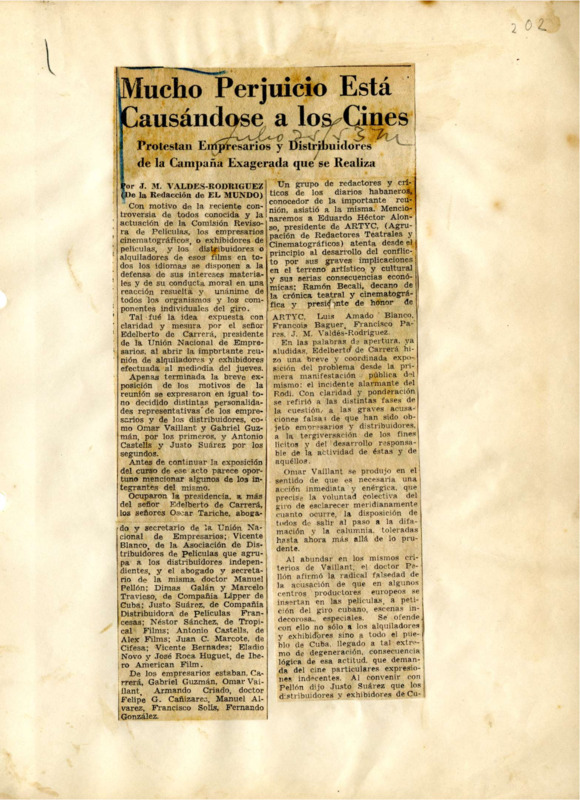 202
Mucho Perjuicio Está
Causándose a los Cines
Julio 25/53 M
Protestan Empresarios y Distribuidores
de la Campaña Exagerada que se Realiza
Por J. M. VALDES-RODRIGUEZ
(De la Redacción de EL MUNDO)
Con motivo de la reciente con-
troversia de todos conocida y la
actuación de la Comisión Reviso-
ra de Películas, los empresarios
cinematográficos, o exhibidores de
películas, y los distribuidores o
alquiladores de esos films en to-
dos los idiomas se disponen a la
defensa de sus intereses materia-
les y de su conducta moral en una
reacción resuelta y unánime de
todos los organismos y los com-
ponentes individuales del giro.
Tal fué la idea expuesta con
claridad y mesura por el señor
Edelberto de Carrerá, presidente
de la Unión Nacional de Empre-
sarios, al abrir la importante reu-
nión de alquiladores y exhibidores
efectuada al mediodía del jueves.
Apenas terminada la breve ex-
posición de los motivos de la
reunión se expresaron en igual to-
no decidido distintas personali-
dades representativas de los empre-
sarios y de los distribuidores, co-
mo Omar Vaillant y Gabriel Guz-
mán, por los primeros, y Antonio
Castells y Justo Suárez por los
segundos.
Antes de continuar la exposición
del curso de ese acto parece opor-
tuno mencionar algunos de los in-
tegrantes del mismo.
Ocuparon la presidencia, a más
del señor Edelberto de Carrerá,
los señores Oscar Tariche, aboga-
do y secretario de la Unión Na-
cional de Empresarios; Vicente
Blanco, de la Asociación de Dis-
tribuidores de Películas que agru-
pa a los distribuidores indepen-
dientes, y el abogado y secreta-
rio de la misma doctor Manuel
Pellón; Dimas Galán y Marcelo
Travieso, de Compañía Lipper de
Cuba; Justo Suárez, de Compañía
Distribuidora de Películas Fran-
cesas; Néstor Sánchez, de Tropi-
cal Films; Antonio Castells, de
Alex Films; Juan C. Marcote, de
Cifesa; Vicente Bernades; Eladio
Novo y José Roca Huguet, de Ibe-
ro American Film.
De los empresarios estaban, Ca-
rrerá, Gabriel Guzmán, Omar Vai-
llant, Armando Criado, doctor
Felipe G. Cañizares, Manuel Al-
varez, Francisco Solís, Fernando
González.
Un grupo de redactores y crí-
ticos de los diarios habaneros,
conocedor de la importante reu-
nión, asistió a la misma. Mencio-
naremos a Eduardo Héctor Alon-
so, presidente de ARTYC, (Agru-
pación de Redactores Teatrales y
Cinematográficos) atenta desde el
principio al desarrollo del conflic-
to por sus graves implicaciones
en el terreno artístico y cultural
y sus serias consecuencias econó-
micas; Ramón Becali, decano de
la crónica teatral y cinematográ-
fica y presidente de honor de
ARTYC, Luis Amado Blanco,
Francois Baguer, Francisco Pa-
res, J. M. Valdés-Rodríguez.
En las palabras de apertura, ya
aludidas, Edelberto de Carrerá hi-
zo una breve y coordinada expo-
sición del problema desde la pri-
mera manifestación pública del
mismo: el incidente alarmante del
Rodi. Con claridad y ponderación
se refirió a las distintas fases de
la cuestión, a las graves acusa-
ciones falsas de que han sido ob-
jeto empresarios y distribuidores,
a la tergiversación de los fines
lícitos y del desarrollo responsa-
ble de la actividad de éstas y de
aquéllos.
Omar Vaillant se produjo en el
sentido de que es necesaria una
acción inmediata y enérgica, que
precise la voluntad colectiva del
giro de esclarecer meridianamente
cuanto ocurre, la disposición de
todos de salir al paso a la difa-
mación y la calumnia, toleradas
hasta ahora más allá de lo pru-
dente.
Al abundar en los mismos cri-
terios de Vaillant, el doctor Pe-
llón afirmó la radical falsedad de
la acusación de que en algunos
centros productores europeos se
insertan en las películas, a peti-
ción del giro cubano, escenas in-
decorosa, especiales. Se ofende
con ello no sólo a los alquiladores
y exhibidores sino a todo el pue-
blo de Cuba, llegado a tal extre-
mo de degeneración, consecuencia
lógica de esa actitud, que deman-
da del cine particulares expresio-
nes indecentes. Al convenir con
Pellón dijo Justo Suárez que los
distribuidores y exhibidores de Cu-